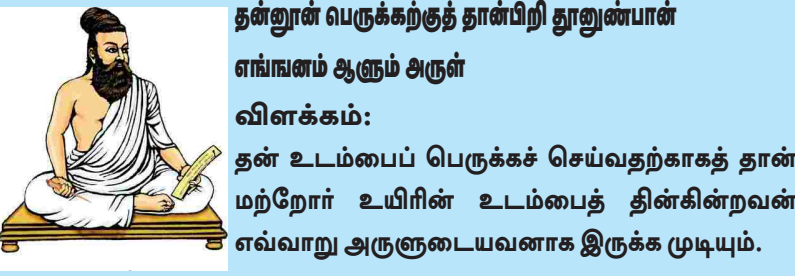 தன்னூன் பெருக்கற்குத் தான்பிறி தூனுண்பான்
எங்ஙனம் ஆளும் அருள்
விளக்கம்:
தன் உடம்பைப் பெருக்கச் செய்வதற்காகத் தான்
மற்றோர் உயிரின் உடம்பைத் தின்கின்றவன்
எவ்வாறு அருளுடையவனாக இருக்க முடியும்.